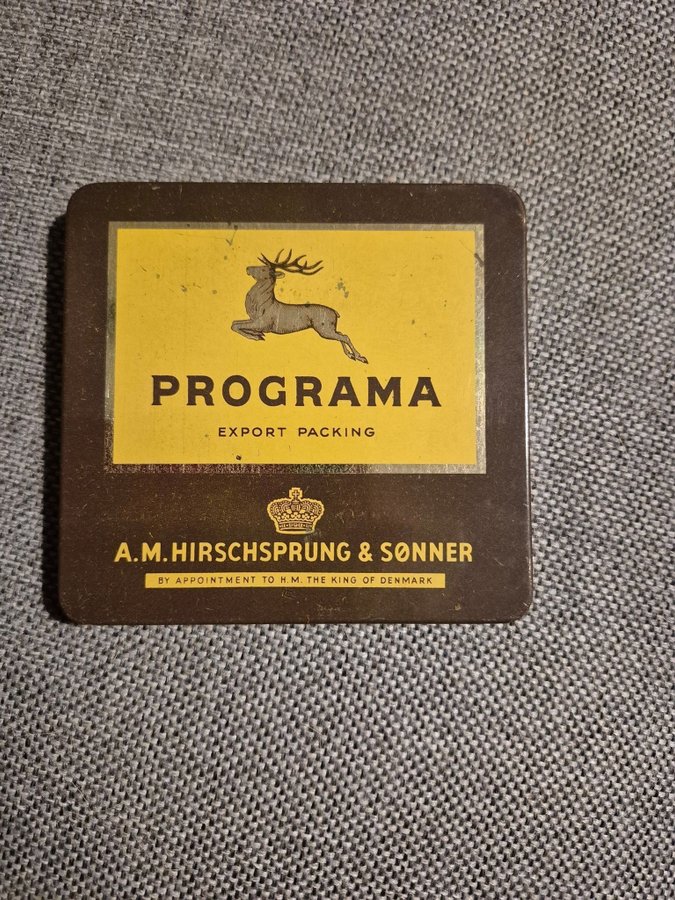 PROGRAMA
EXPORT PACKING
A.M. HIRSCHSPRUNG & SØNNER
BY APPOINTMENT TO H.M. THE KING OF DENMARK